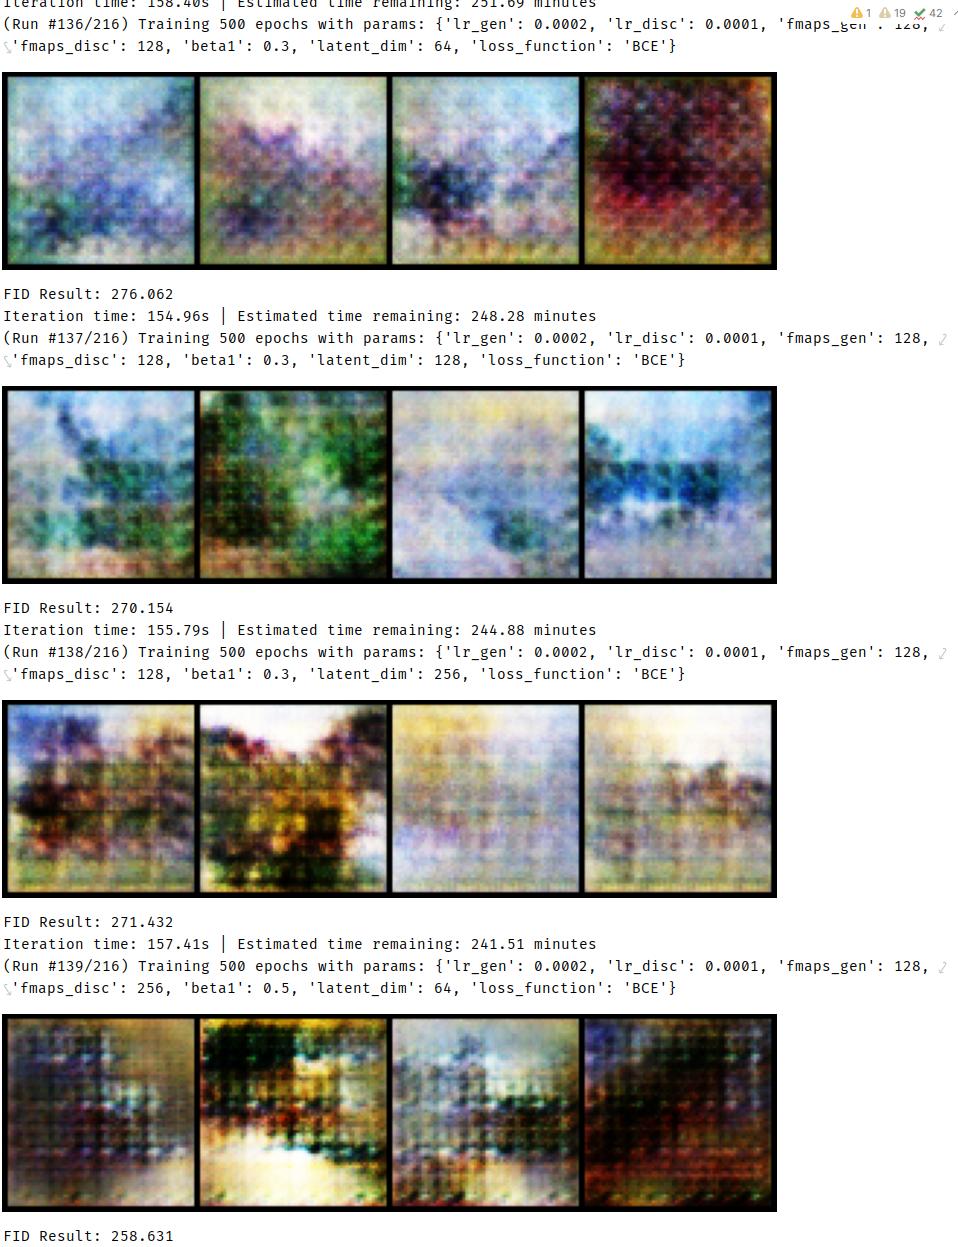 Iteration time: 158.40s | Estimated time remaining: 251.69 minutes
1 19 42
(Run #136/216) Training 500 epochs with params: {'lr_gen': 0.0002, 'lr_disc': 0.0001, 'fmaps_gen': 128,
'fmaps_disc': 128, 'beta1': 0.3, 'latent_dim': 64, 'loss_function': 'BCE'}
FID Result: 276.062
Iteration time: 154.96s | Estimated time remaining: 248.28 minutes
(Run #137/216) Training 500 epochs with params: {'lr_gen': 0.0002, 'lr_disc': 0.0001, 'fmaps_gen': 128,
'fmaps_disc': 128, 'beta1': 0.3, 'latent_dim': 128, 'loss_function': 'BCE'}
FID Result: 270.154
Iteration time: 155.79s | Estimated time remaining: 244.88 minutes
(Run #138/216) Training 500 epochs with params: {'lr_gen': 0.0002, 'lr_disc': 0.0001, 'fmaps_gen': 128,
'fmaps_disc': 128, 'beta1': 0.3, 'latent_dim': 256, 'loss_function': 'BCE'}
FID Result: 271.432
Iteration time: 157.41s | Estimated time remaining: 241.51 minutes
(Run #139/216) Training 500 epochs with params: {'lr_gen': 0.0002, 'lr_disc': 0.0001, 'fmaps_gen': 128,
'fmaps_disc': 256, 'beta1': 0.5, 'latent_dim': 64, 'loss_function': 'BCE'}
FID Result: 258.631